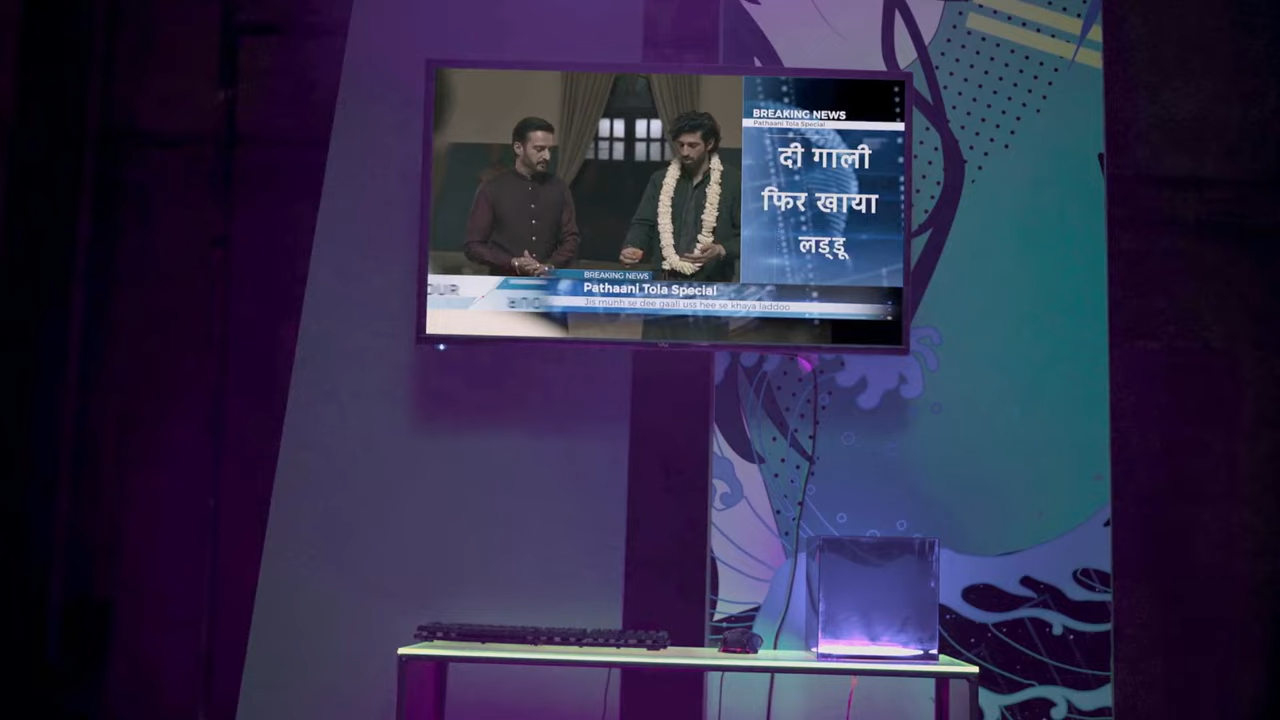 BREAKING NEWS
Pathaani Tola Special
दी गाली
फिर खाया
लड्डू
BREAKING NEWS
Pathaani Tola Special
Jis munh se dee gaali uss hee se khaya laddoo
OUR